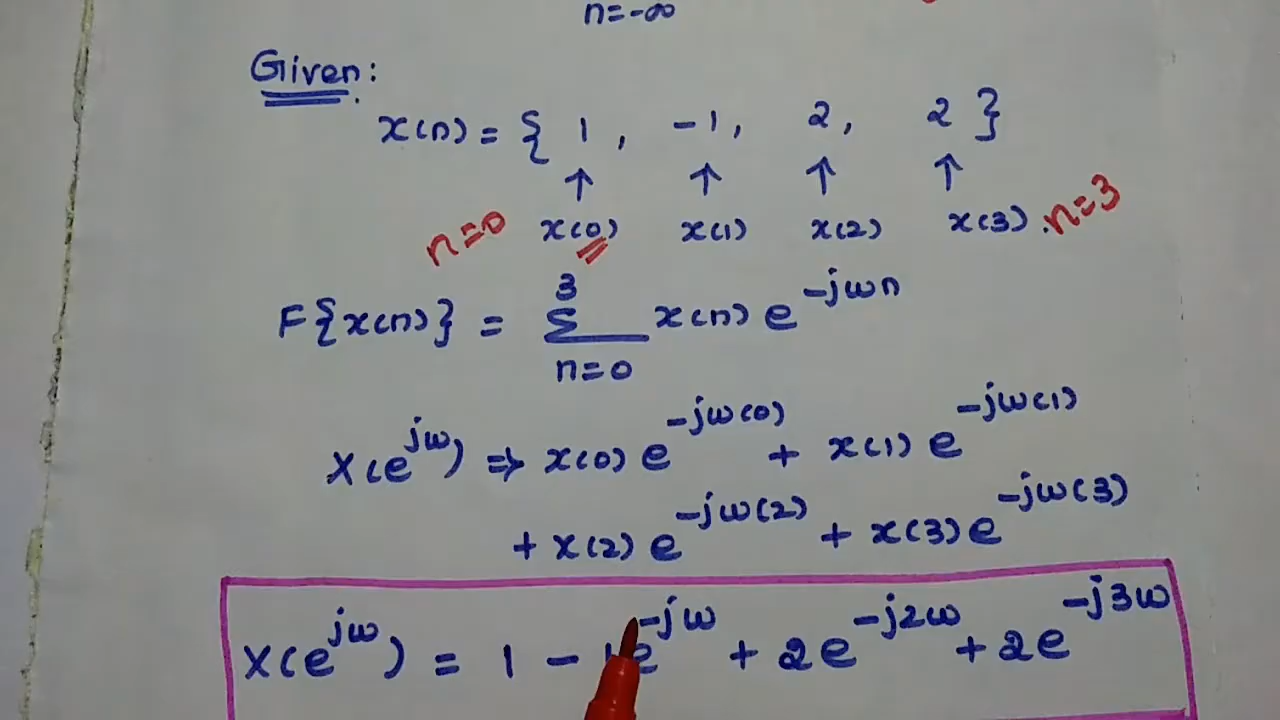 n=-∞
Given:
x(n) = { 1 , -1, 2, 2 }
↑ ↑ ↑ ↑
n=0 x(0) x(1) x(2) x(3). n=3
3
F{x(n)} = Σ x(n) e^-jωn
n=0
X(e^jω) ⇒ x(0) e^-jω(0) + x(1) e^-jω(1)
+ x(2) e^-jω(2) + x(3) e^-jω(3)
X(e^jω) = 1 - 1e^-jω + 2e^-j2ω + 2e^-j3ω